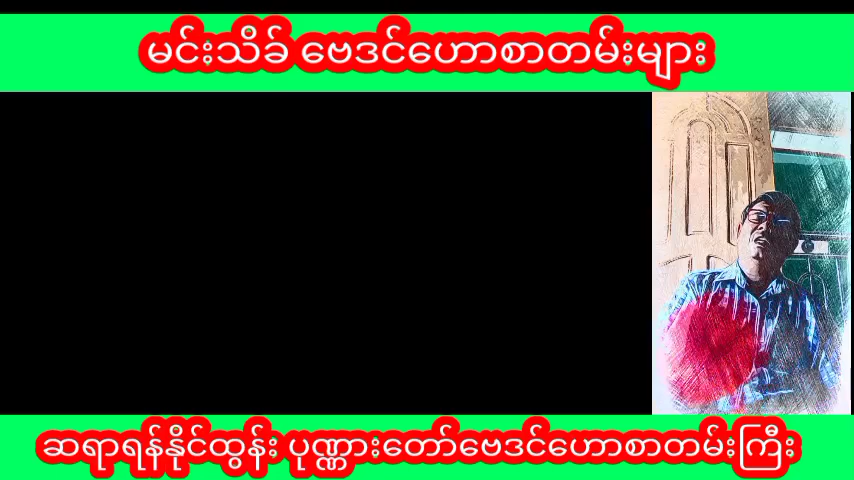 မင်းသိခ် ဗေဒင်ဟောစာတမ်းများ
ဆရာရန်နိုင်ထွန်း ပုဏ္ဏားတော်ဗေဒင်ဟောစာတမ်းကြီး